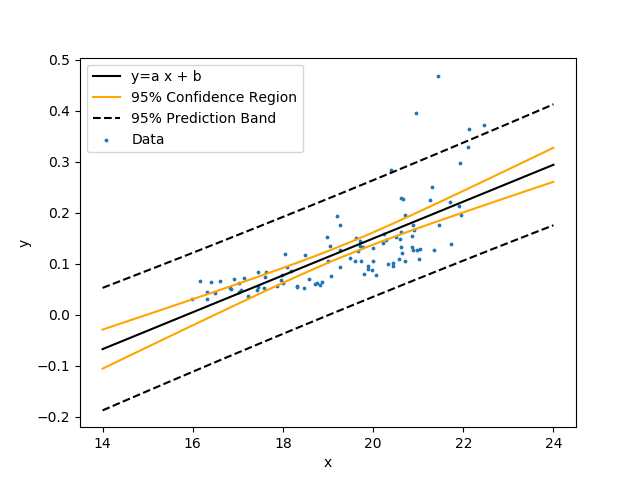 y=a x + b
95% Confidence Region
95% Prediction Band
Data
0.5
0.4
0.3
0.2
0.1
0.0
−0.1
−0.2
y
14 16 18 20 22 24
x